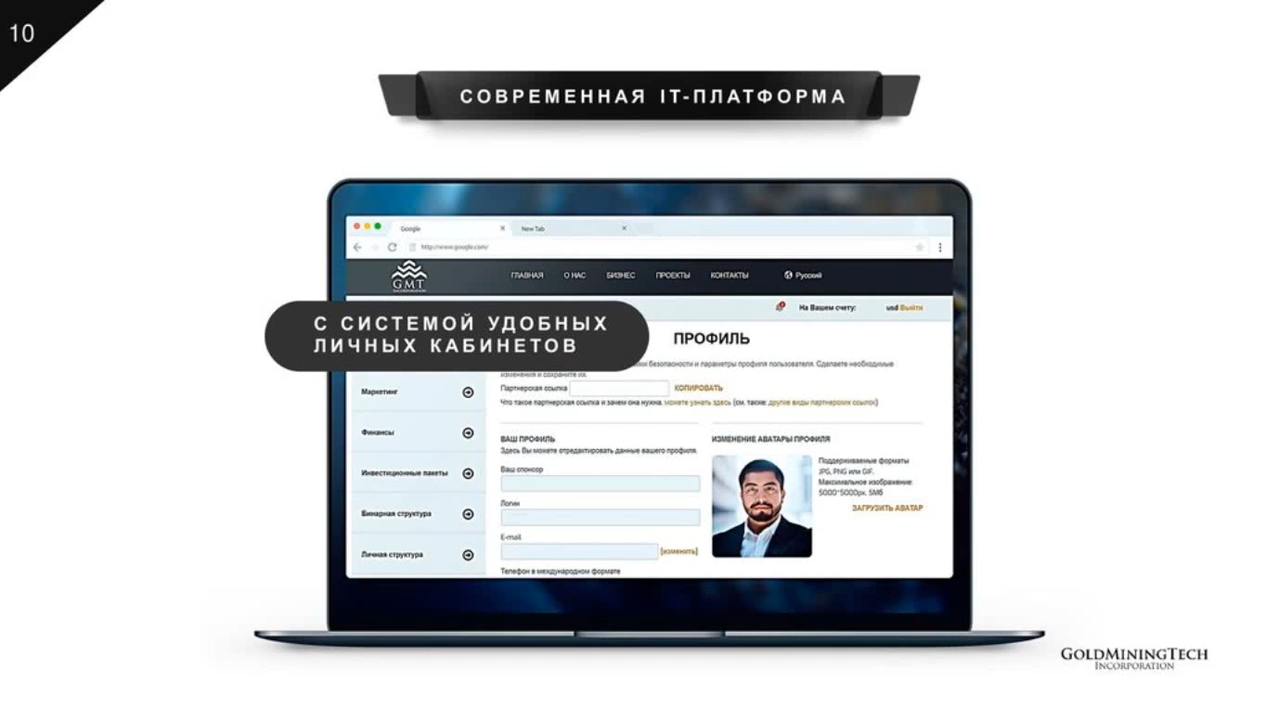 10
СОВРЕМЕННАЯ IT-ПЛАТФОРМА
Google
New Tab
http://www.google.com/
GMT
ГЛАВНАЯ О НАС БИЗНЕС ПРОЕКТЫ КОНТАКТЫ Русский
На Вашем счету: usd Выйти
С СИСТЕМОЙ УДОБНЫХ
ЛИЧНЫХ КАБИНЕТОВ
ПРОФИЛЬ
безопасности и параметры профиля пользователя. Сделаете необходимые
изменения и сохраните их.
Партнерская ссылка КОПИРОВАТЬ
Что такое партнерская ссылка и зачем она нужна, можете узнать здесь (см. также: другие виды партнерских ссылок)
Маркетинг
Финансы
Инвестиционные пакеты
Бинарная структура
Личная структура
ВАШ ПРОФИЛЬ
Здесь Вы можете отредактировать данные вашего профиля.
Ваш спонсор
Логин
E-mail
[изменить]
Телефон в международном формате
ИЗМЕНЕНИЕ АВАТАРЫ ПРОФИЛЯ
Поддерживаемые форматы
JPG, PNG или GIF.
Максимальное изображение:
5000*5000px, 5Мб
ЗАГРУЗИТЬ АВАТАР
GOLDMININGTECH
INCORPORATION